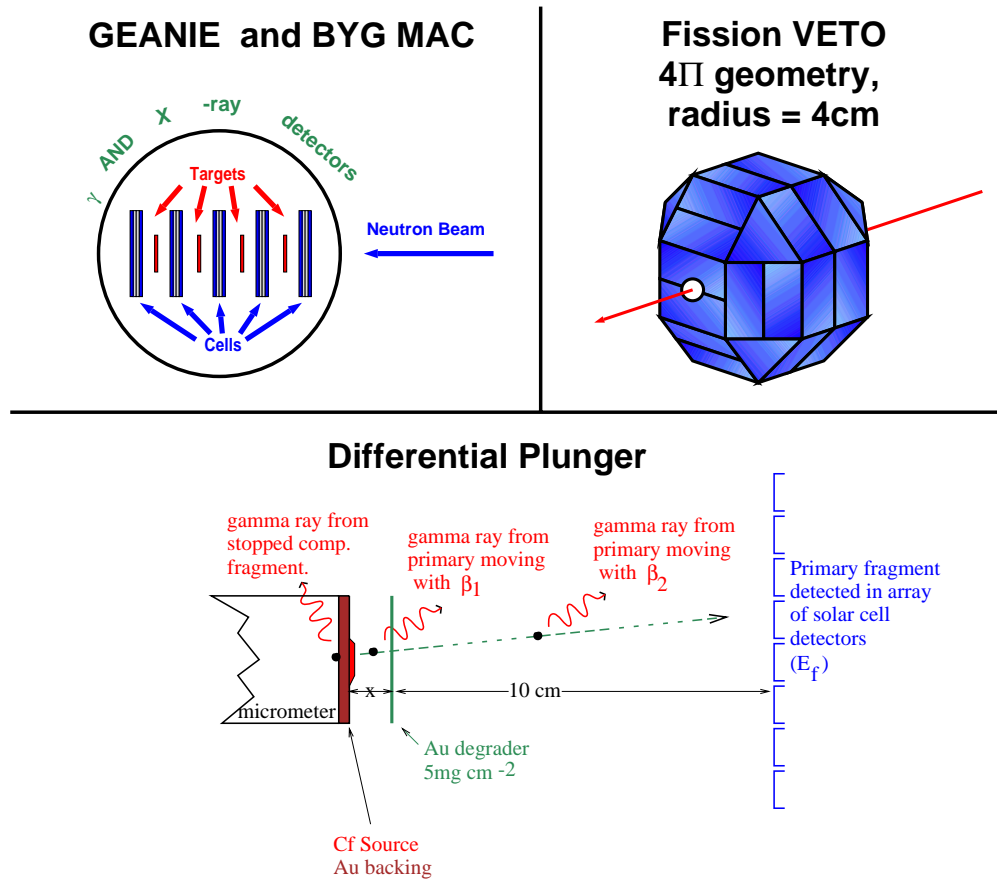 GEANIE and BYG MAC
γ AND X -ray detectors
Targets
Neutron Beam
Cells
Fission VETO
4Π geometry,
radius = 4cm
Differential Plunger
gamma ray from
stopped comp.
fragment.
gamma ray from
primary moving
with β1
gamma ray from
primary moving
with β2
Primary fragment
detected in array
of solar cell
detectors
(E_f)
micrometer
x
10 cm
Au degrader
5mg cm -2
Cf Source
Au backing